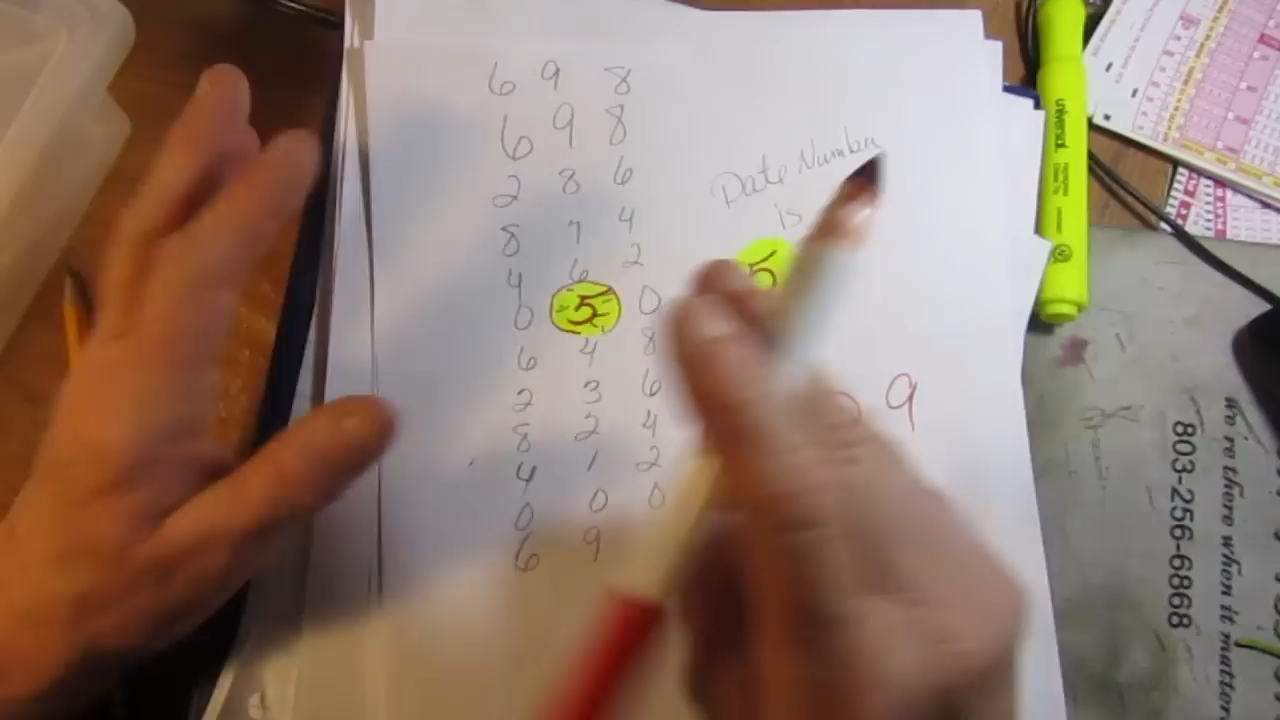 6 9 8
6 9 8
2 8 6
8 7 4
4 6 2
0 5 0
6 4 8
2 3 6
8 2 4
4 1 2
0 0 0
6 9
Date Number
is
5
9
universal
we're there when it matter
803-256-6868